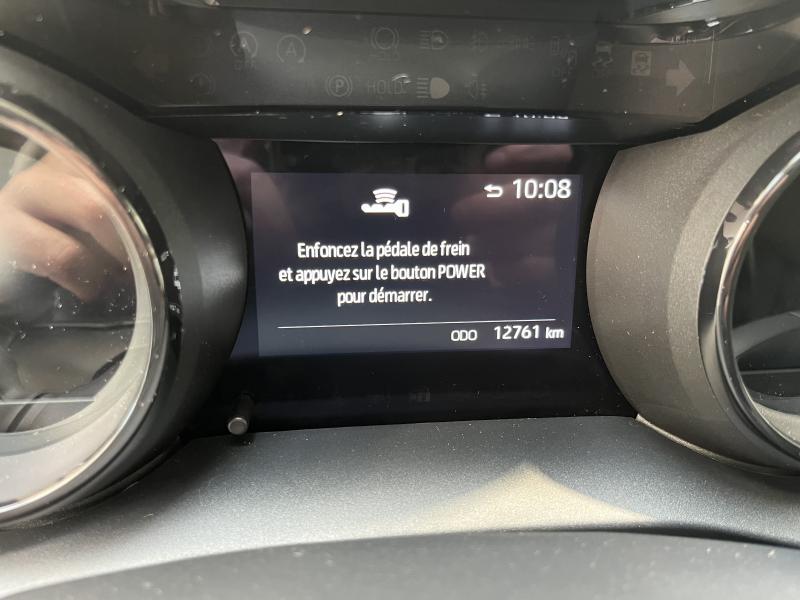 HOLD
10:08
Enfoncez la pédale de frein
et appuyez sur le bouton POWER
pour démarrer.
ODO 12761 km